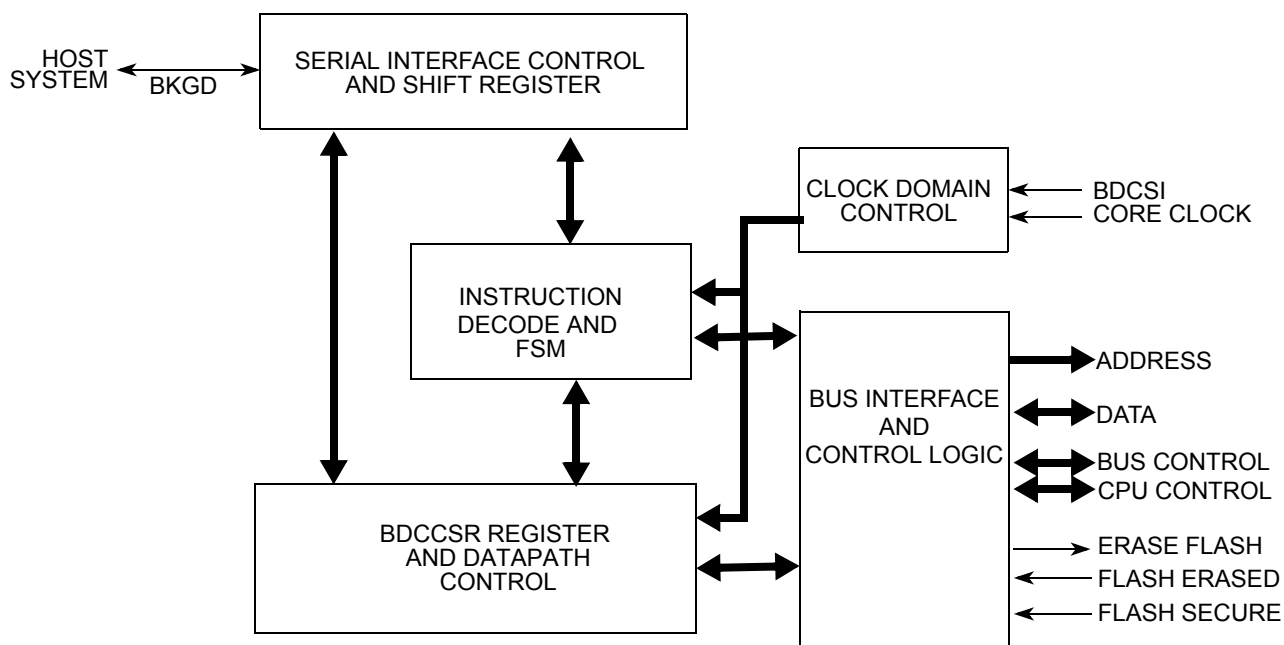 HOST
SYSTEM
BKGD
SERIAL INTERFACE CONTROL
AND SHIFT REGISTER
CLOCK DOMAIN
CONTROL
BDCSI
CORE CLOCK
INSTRUCTION
DECODE AND
FSM
BUS INTERFACE
AND
CONTROL LOGIC
ADDRESS
DATA
BUS CONTROL
CPU CONTROL
ERASE FLASH
FLASH ERASED
FLASH SECURE
BDCCSR REGISTER
AND DATAPATH
CONTROL